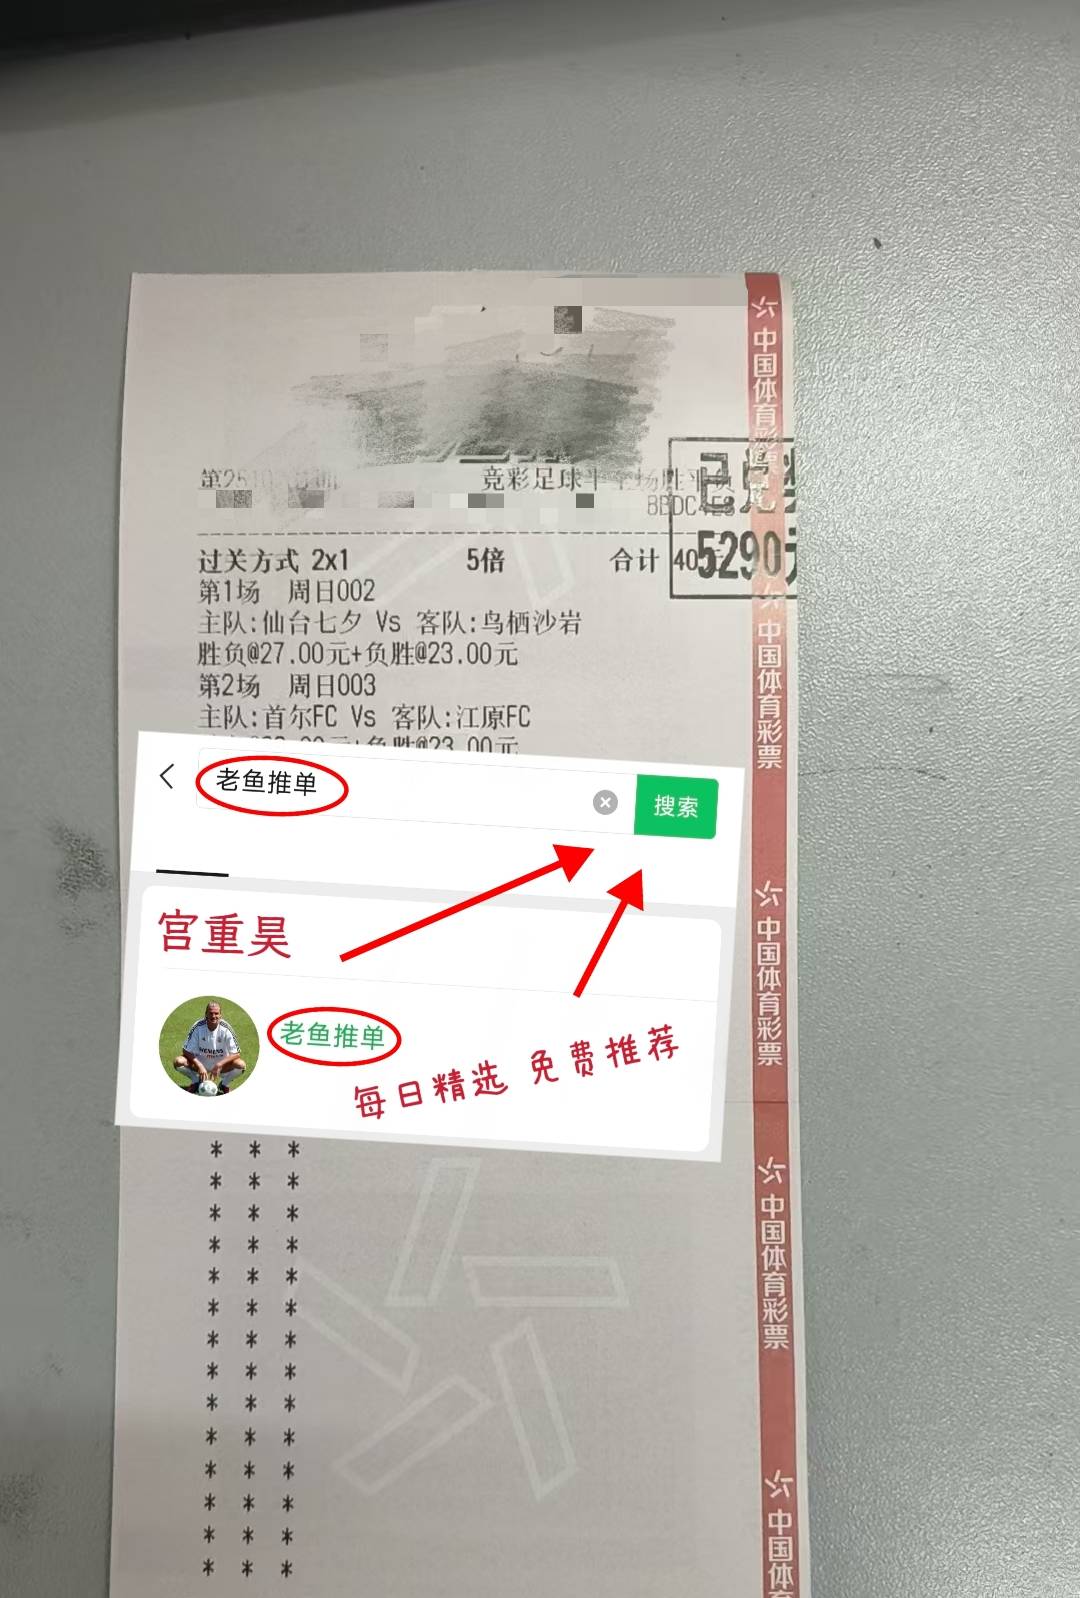 竞彩足球半全场胜平负
过关方式 2x1 5倍 合计 40元
5290元
第1场 周日002
主队:仙台七夕 Vs 客队:鸟栖沙岩
胜负@27.00元+负胜@23.00元
第2场 周日003
主队:首尔FC Vs 客队:江原FC
老鱼推单
搜索
宫重昊
老鱼推单
每日精选 免费推荐
* * *
* * *
* * *
* * *
* * *
* * *
* * *
* * *
* * *
* * *
* * *
* * *
* * *
* * *
中国体育彩票
中国体育彩票
中国体育彩票
中国体育彩票
中国体